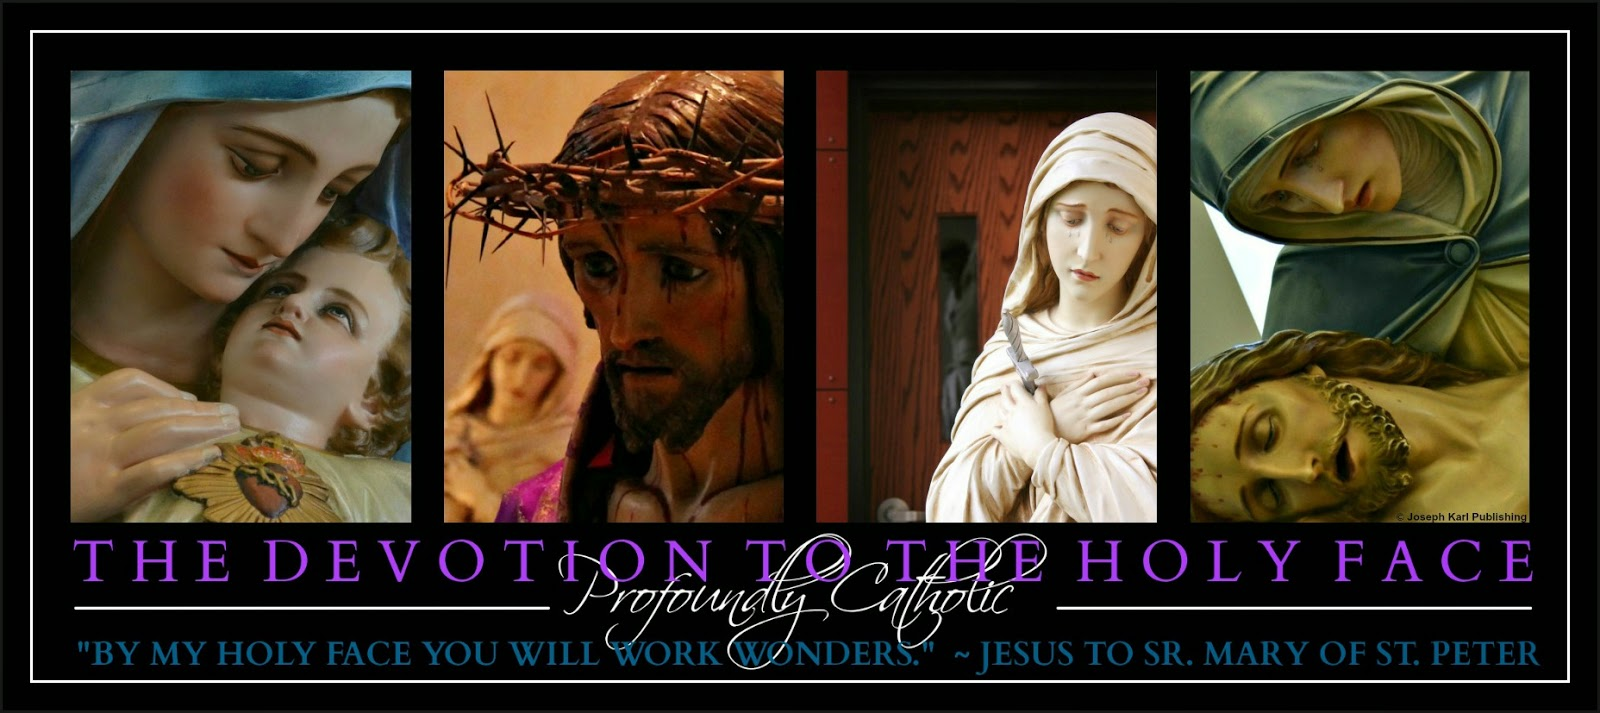 © Joseph Karl Publishing
THE DEVOTION TO THE HOLY FACE
Profoundly Catholic
"BY MY HOLY FACE YOU WILL WORK WONDERS." ~ JESUS TO SR. MARY OF ST. PETER